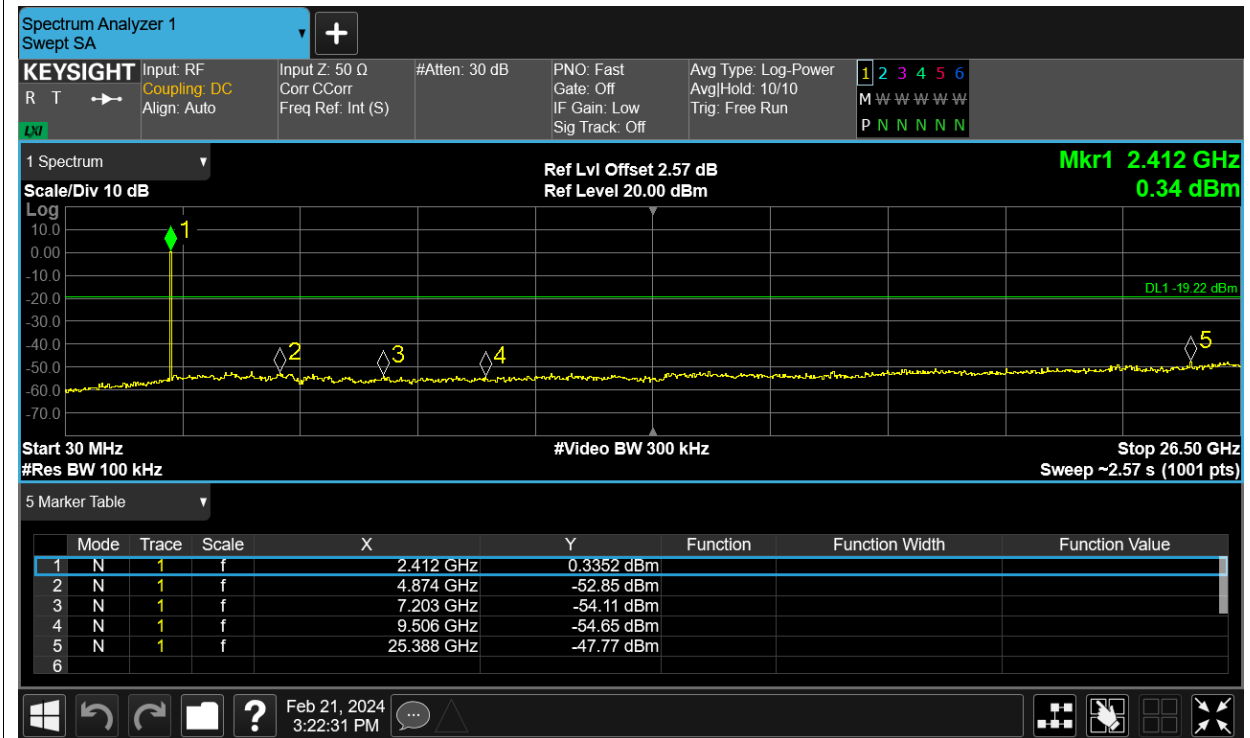 Spectrum Analyzer 1
Swept SA
KEYSIGHT
R T
LXI
Input: RF
Coupling: DC
Align: Auto
Input Z: 50 Ω
Corr CCorr
Freq Ref: Int (S)
#Atten: 30 dB
PNO: Fast
Gate: Off
IF Gain: Low
Sig Track: Off
Avg Type: Log-Power
Avg|Hold: 10/10
Trig: Free Run
1 2 3 4 5 6
M W W W W W
P N N N N N
1 Spectrum
Scale/Div 10 dB
Ref Lvl Offset 2.57 dB
Ref Level 20.00 dBm
Mkr1 2.412 GHz
0.34 dBm
Log
10.0
0.00
-10.0
-20.0
-30.0
-40.0
-50.0
-60.0
-70.0
1
2
3
4
5
DL1 -19.22 dBm
Start 30 MHz
#Res BW 100 kHz
#Video BW 300 kHz
Stop 26.50 GHz
Sweep ~2.57 s (1001 pts)
5 Marker Table
Mode Trace Scale X Y Function Function Width Function Value
1 N 1 f 2.412 GHz 0.3352 dBm
2 N 1 f 4.874 GHz -52.85 dBm
3 N 1 f 7.203 GHz -54.11 dBm
4 N 1 f 9.506 GHz -54.65 dBm
5 N 1 f 25.388 GHz -47.77 dBm
6
?
Feb 21, 2024
3:22:31 PM